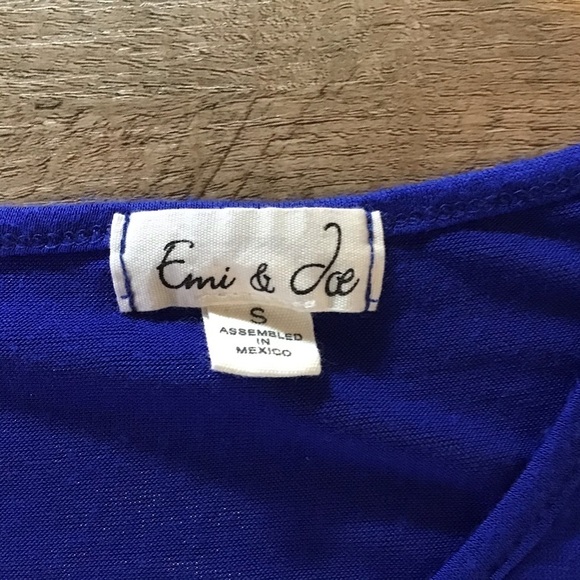 Emi & Joe
S
ASSEMBLED
IN
MEXICO